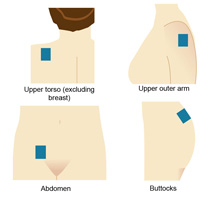 Upper torso (excluding
breast)
Upper outer arm
Abdomen
Buttocks